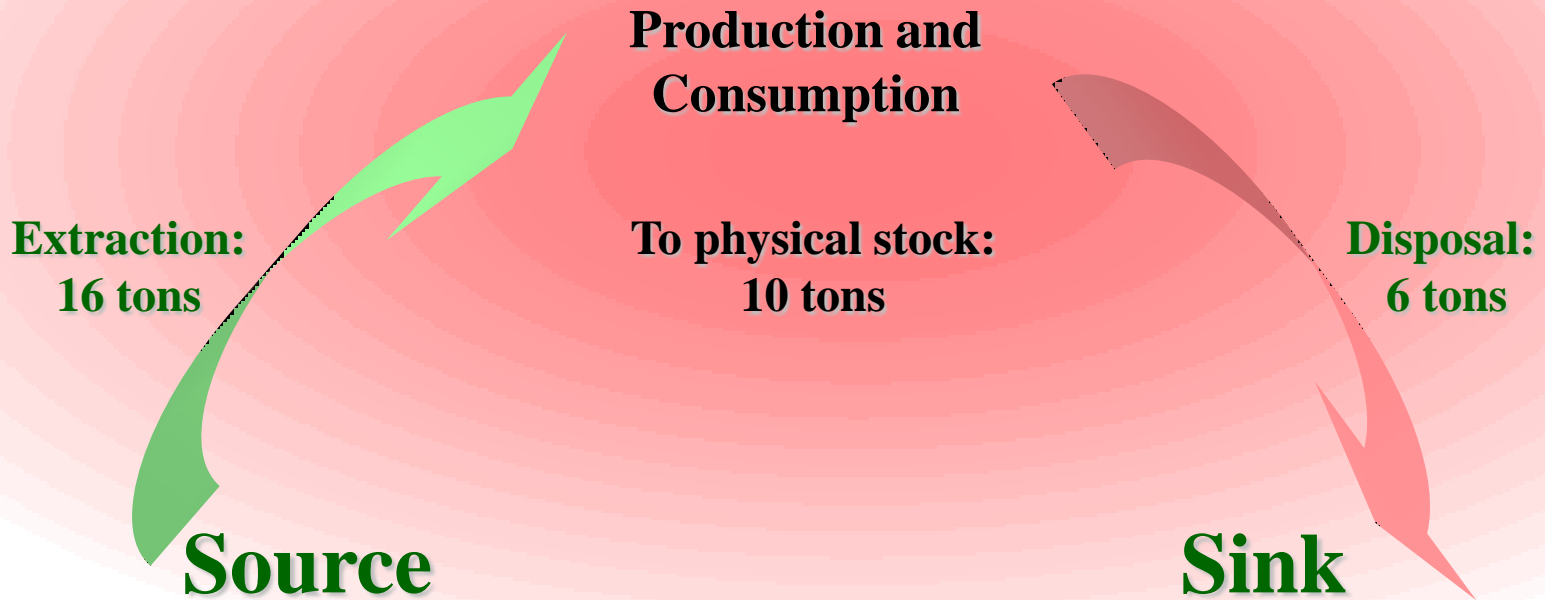 Production and
Consumption
Extraction:
16 tons
To physical stock:
10 tons
Disposal:
6 tons
Source
Sink